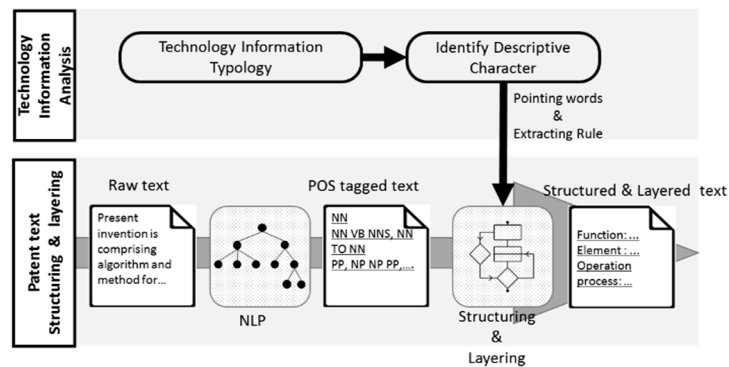 Technology
Information
Analysis
Technology Information
Typology
Identify Descriptive
Character
Pointing words
&
Extracting Rule
Patent text
Structuring & layering
Raw text
Present
invention is
comprising
algorithm and
method for...
NLP
POS tagged text
NN
NN VB NNS, NN
TO NN
PP, NP NP PP,....
Structuring
&
Layering
Structured & Layered text
Function: ...
Element : ...
Operation
process: ...